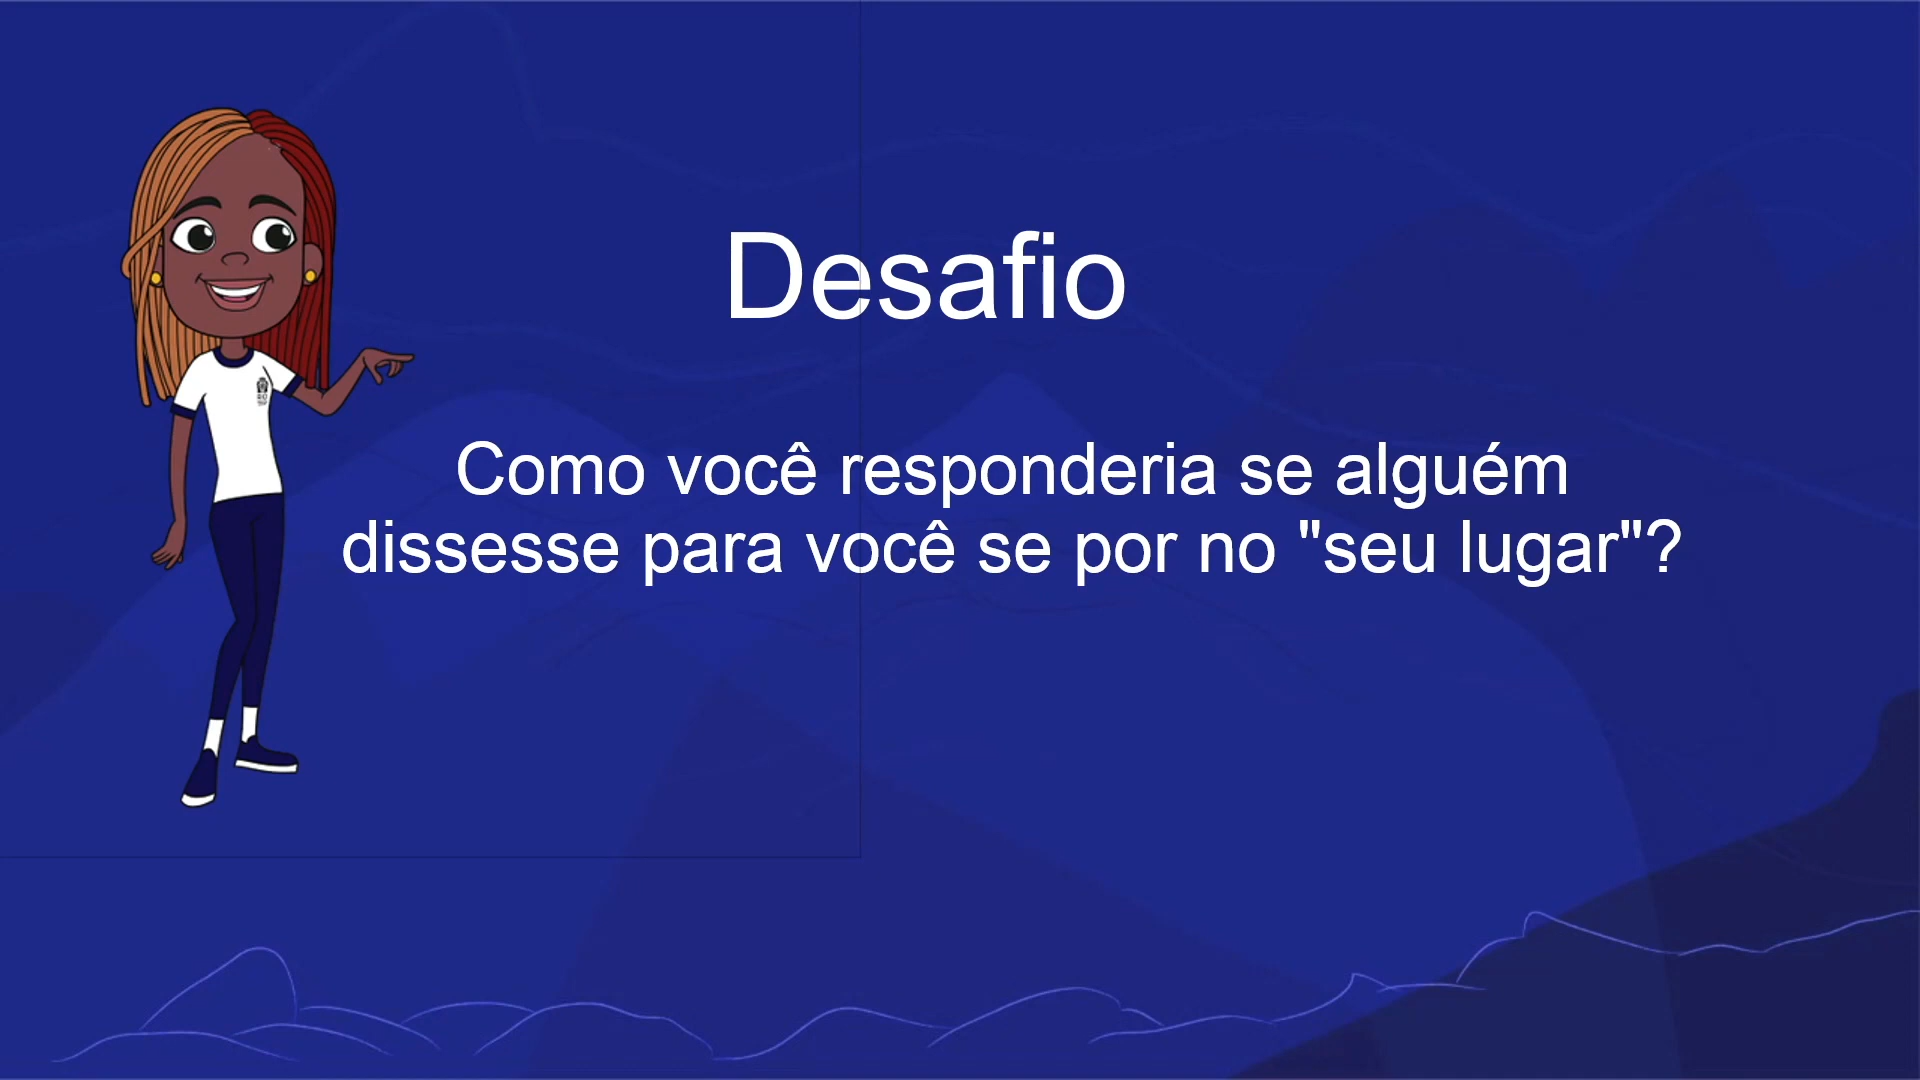 Desafio
Como você responderia se alguém
dissesse para você se por no "seu lugar"?